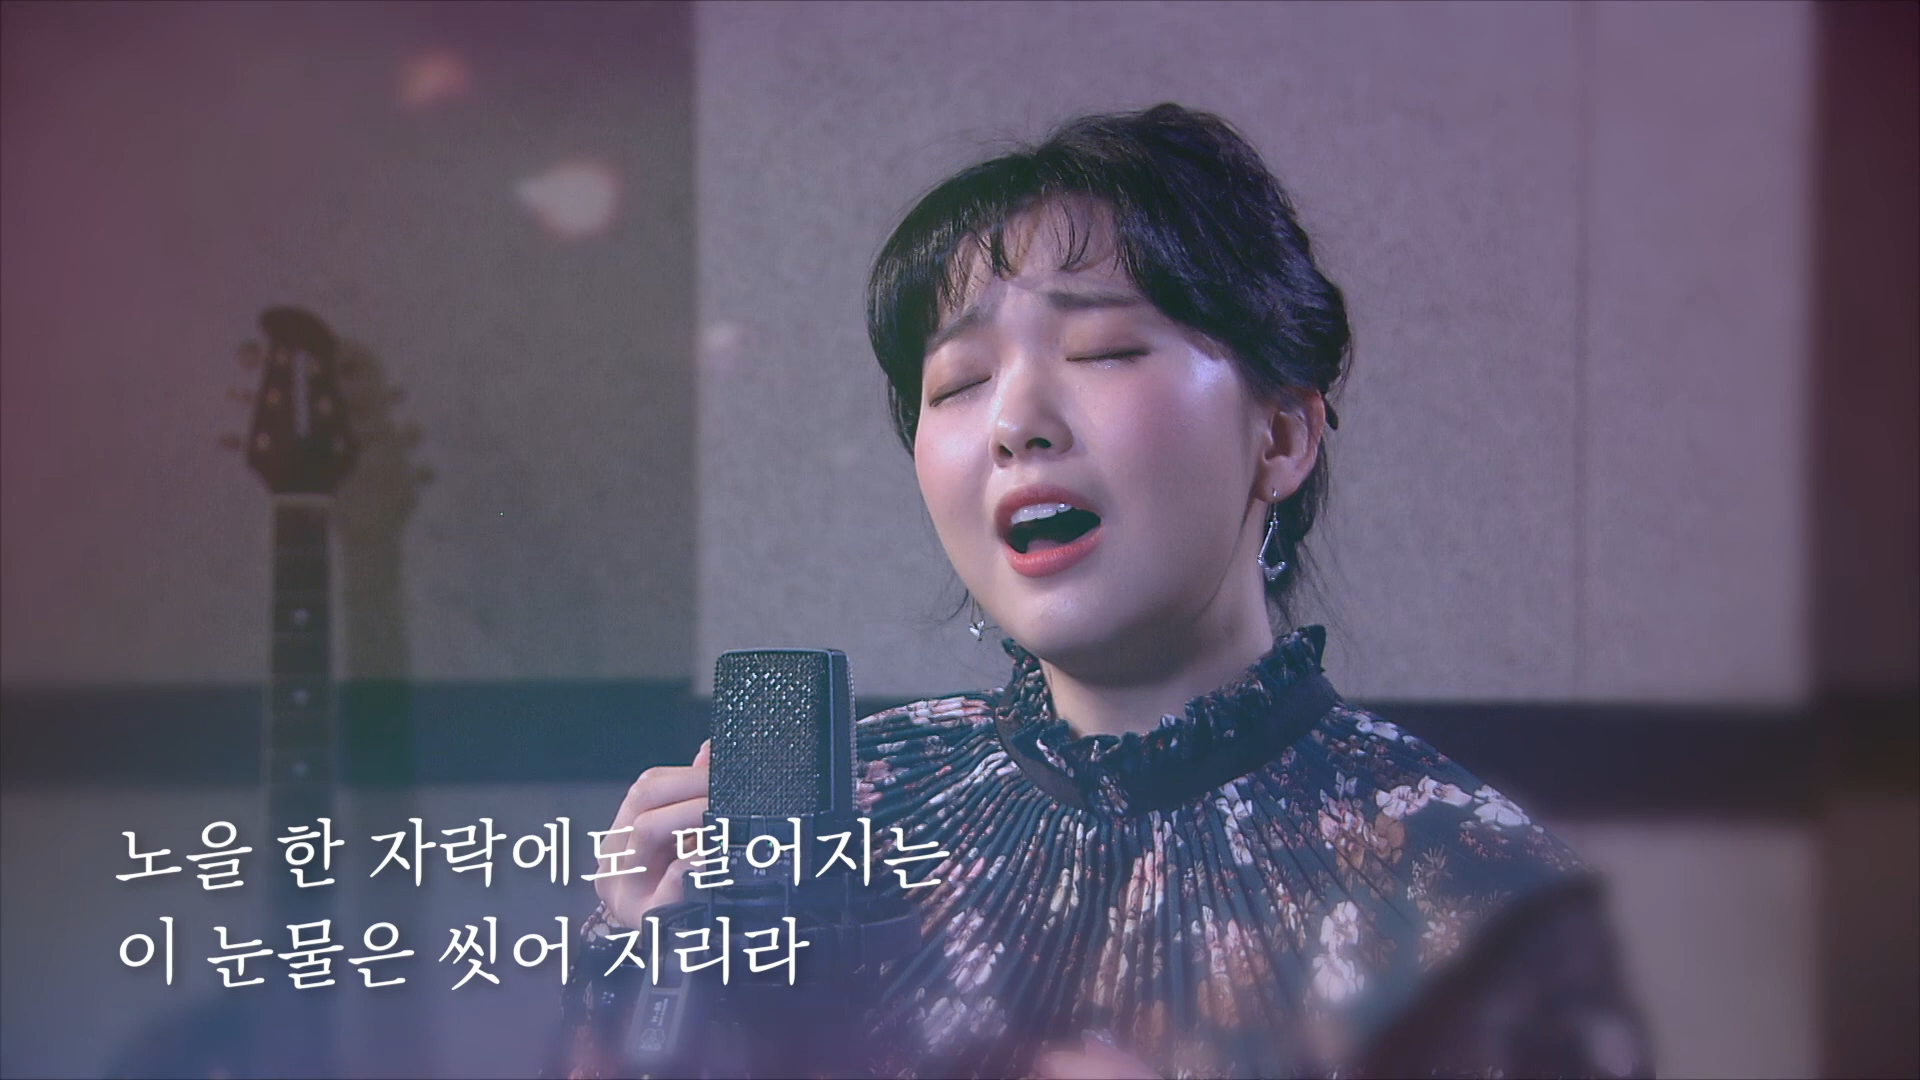 노을 한 자락에도 떨어지는
이 눈물은 씻어 지리라